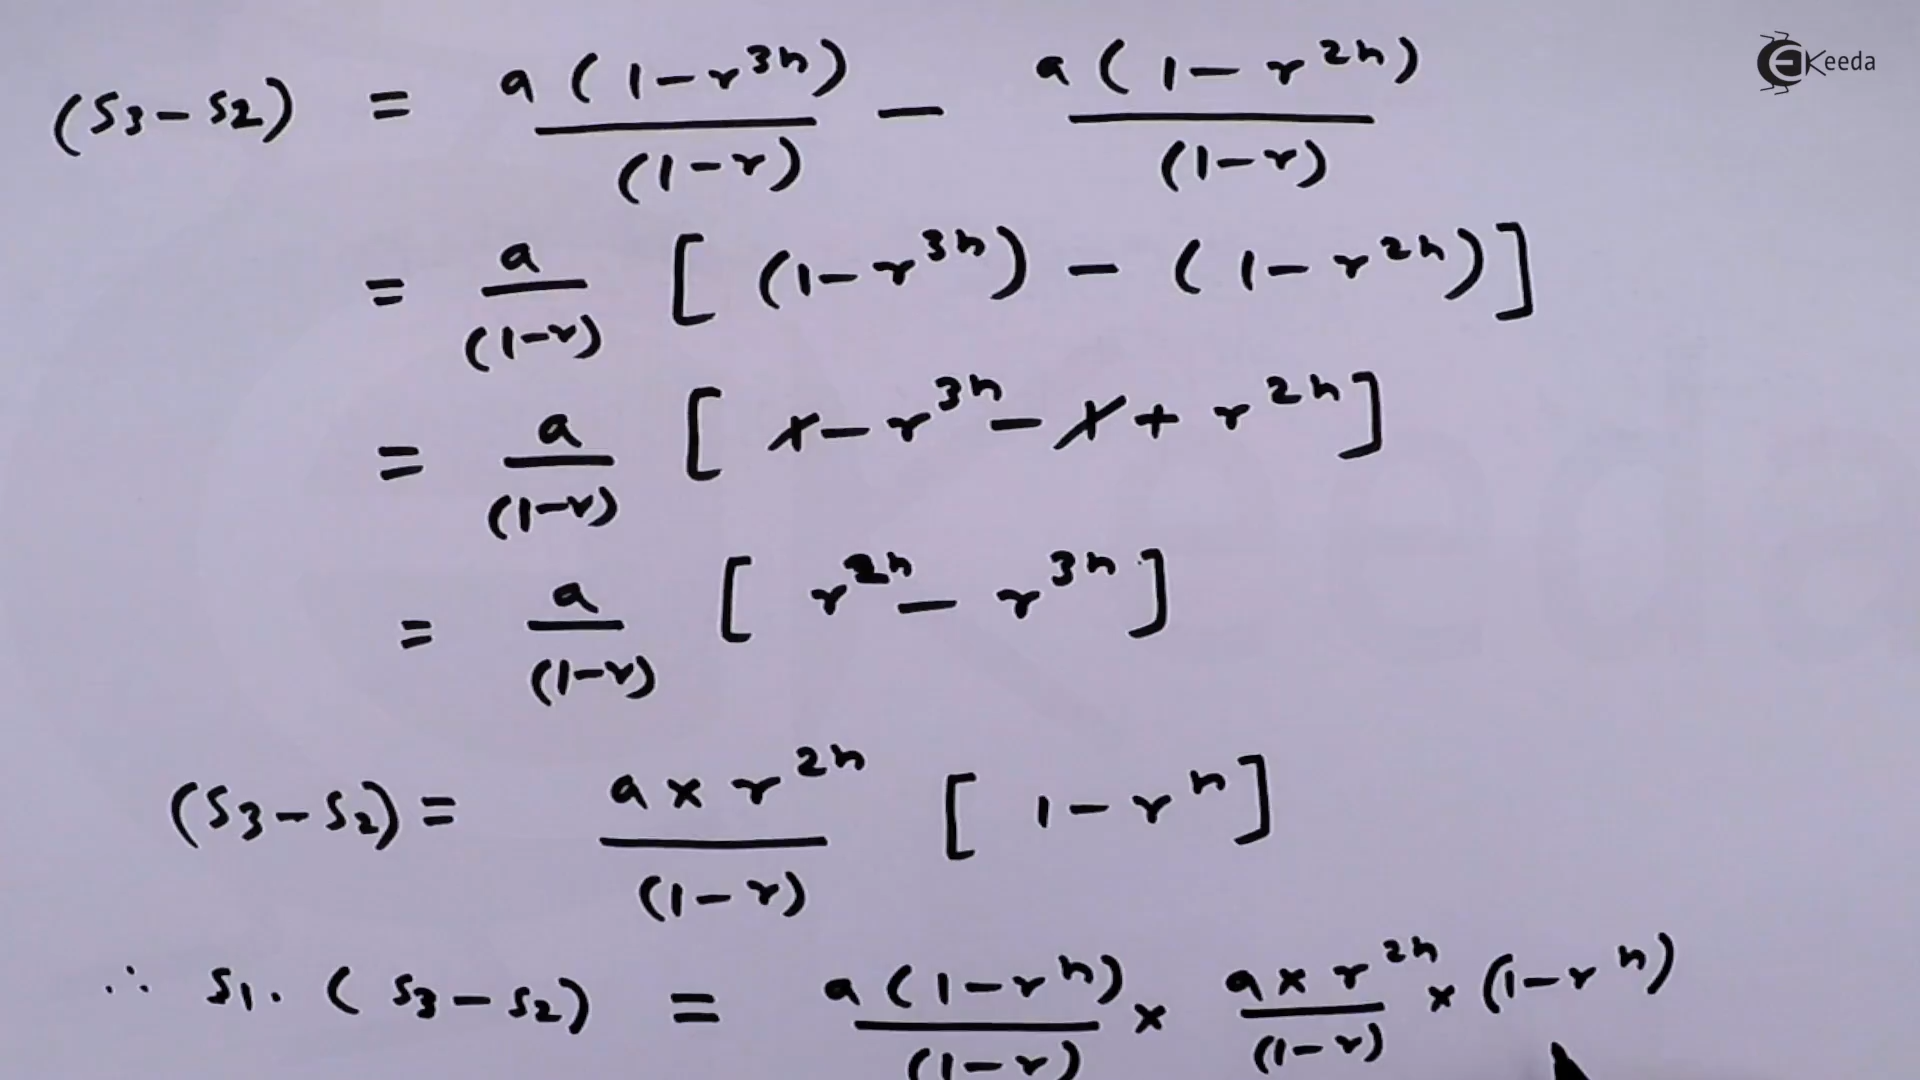 EKeeda
(S3 - S2) = a(1-r^3n)/(1-r) - a(1-r^2n)/(1-r)
= a/(1-r) [(1-r^3n) - (1-r^2n)]
= a/(1-r) [1 - r^3n - 1 + r^2n]
= a/(1-r) [r^2n - r^3n]
(S3 - S2) = a × r^2n/(1-r) [1 - r^n]
∴ S1. (S3 - S2) = a(1-r^n)/(1-r) × a × r^2n/(1-r) × (1-r^n)